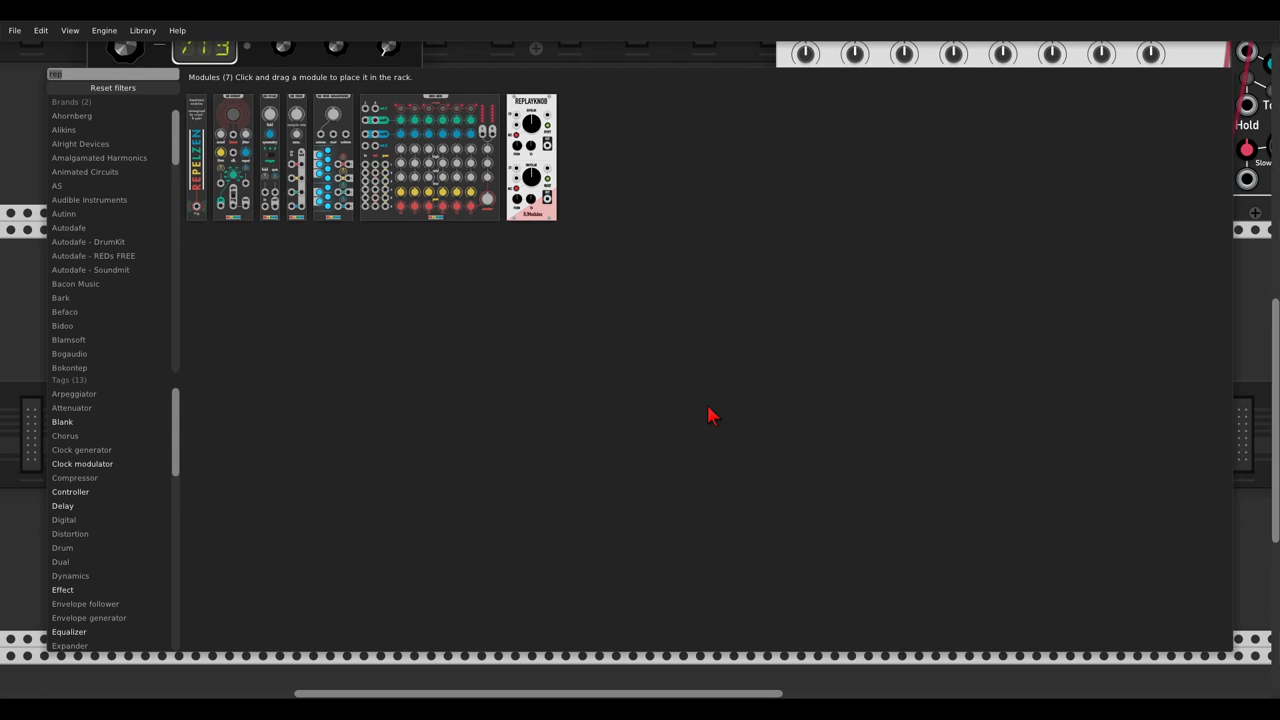 File Edit View Engine Library Help
713
rep
Modules (7) Click and drag a module to place it in the rack.
Reset filters
Brands (2)
Ahornberg
Alikins
Alright Devices
Amalgamated Harmonics
Animated Circuits
AS
Audible Instruments
Autinn
Autodafe
Autodafe - DrumKit
Autodafe - REDs FREE
Autodafe - Soundmit
Bacon Music
Bark
Befaco
Bidoo
Blamsoft
Bogaudio
Bokontep
Tags (13)
Arpeggiator
Attenuator
Blank
Chorus
Clock generator
Clock modulator
Compressor
Controller
Delay
Digital
Distortion
Drum
Dual
Dynamics
Effect
Envelope follower
Envelope generator
Equalizer
Expander
REPELZEN
REPLAYKNOB
Hold
Slow